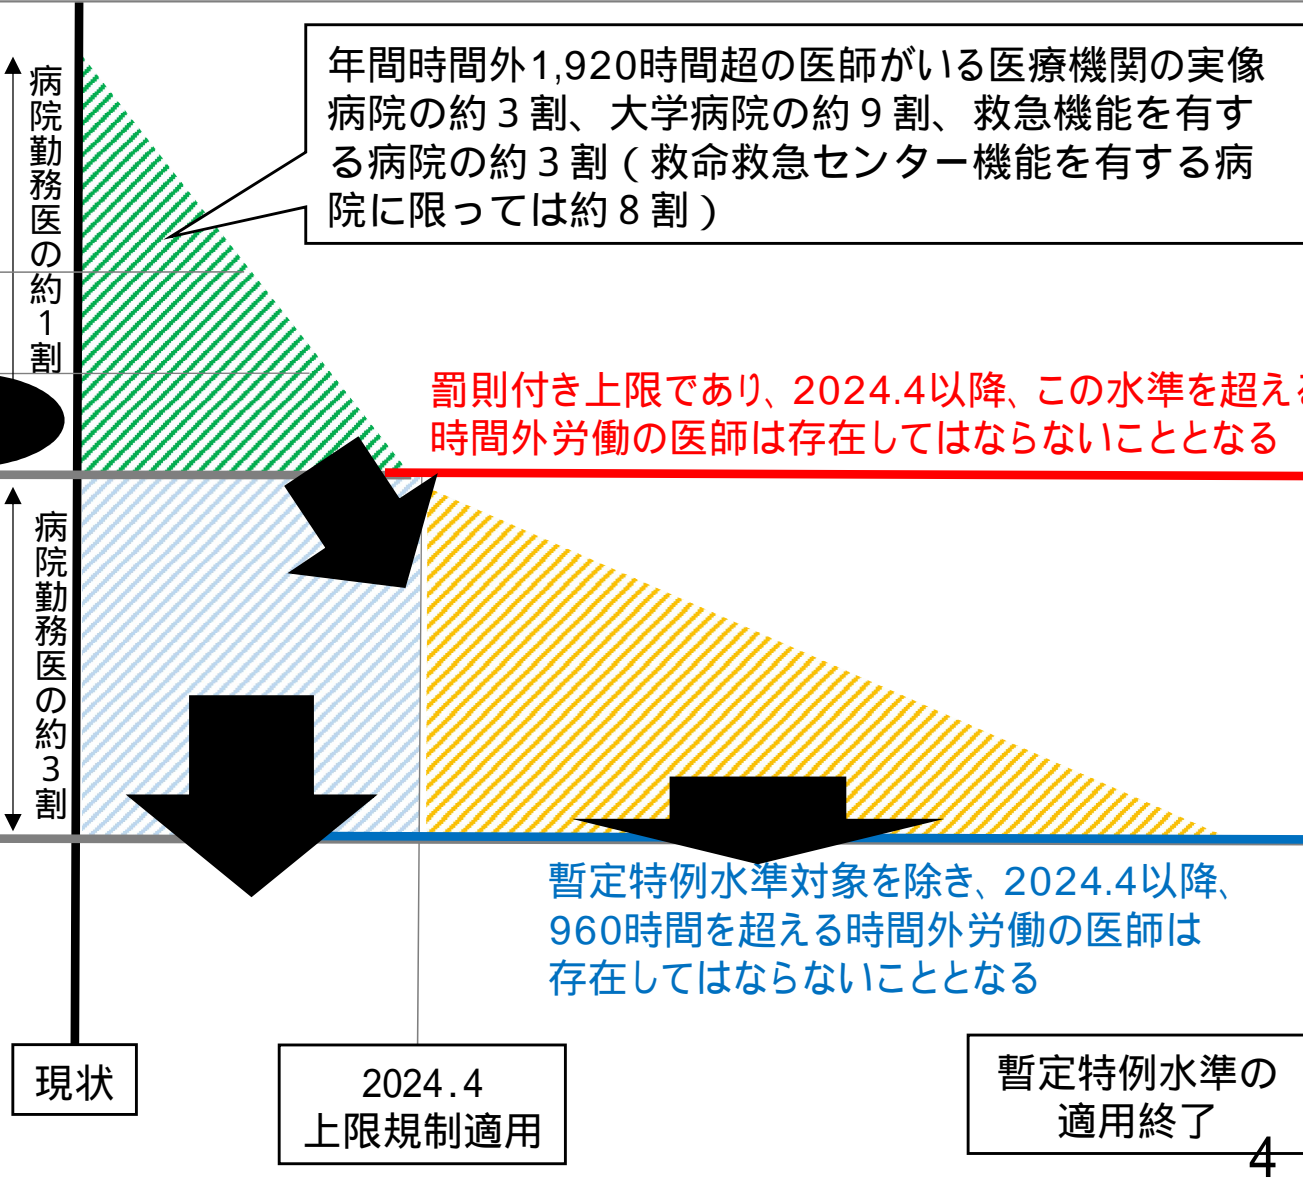 年間時間外1,920時間超の医師がいる医療機関の実像
病院の約３割、大学病院の約９割、救急機能を有す
る病院の約３割（救命救急センター機能を有する病
院に限っては約８割）
病院勤務医の約１割
罰則付き上限であり、2024.4以降、この水準を超える
時間外労働の医師は存在してはならないこととなる
病院勤務医の約３割
暫定特例水準対象を除き、2024.4以降、
960時間を超える時間外労働の医師は
存在してはならないこととなる
現状
2024.4
上限規制適用
暫定特例水準の
適用終了
4